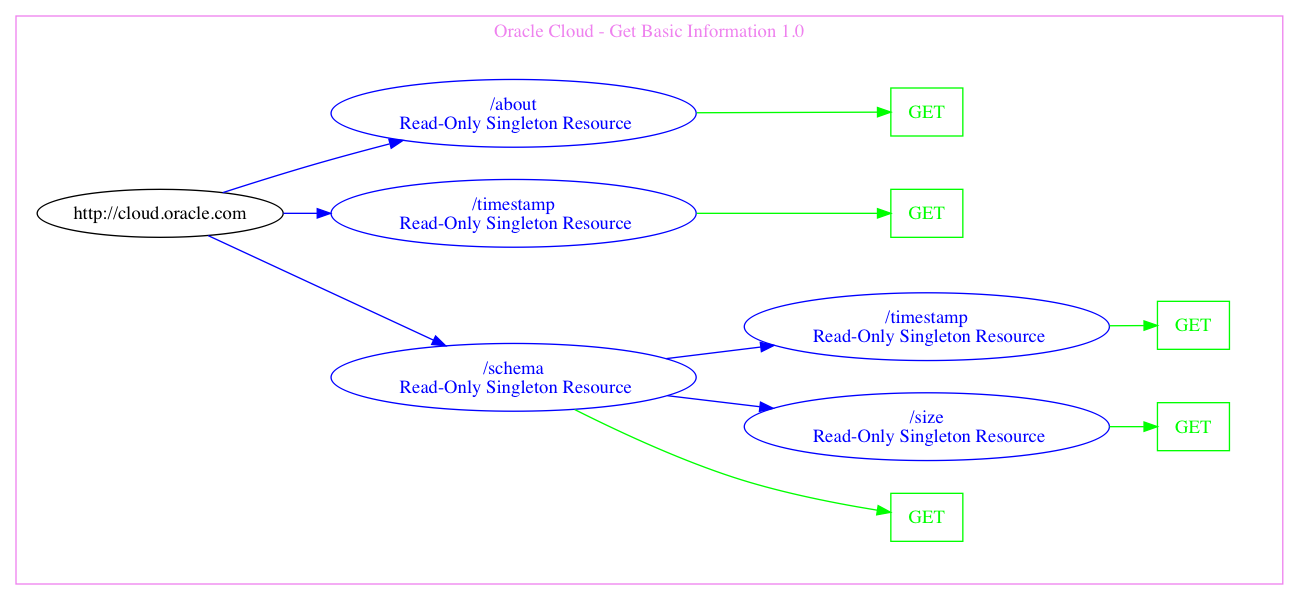 Oracle Cloud - Get Basic Information 1.0
/about
Read-Only Singleton Resource
GET
http://cloud.oracle.com
/timestamp
Read-Only Singleton Resource
GET
/schema
Read-Only Singleton Resource
/timestamp
Read-Only Singleton Resource
GET
/size
Read-Only Singleton Resource
GET
GET